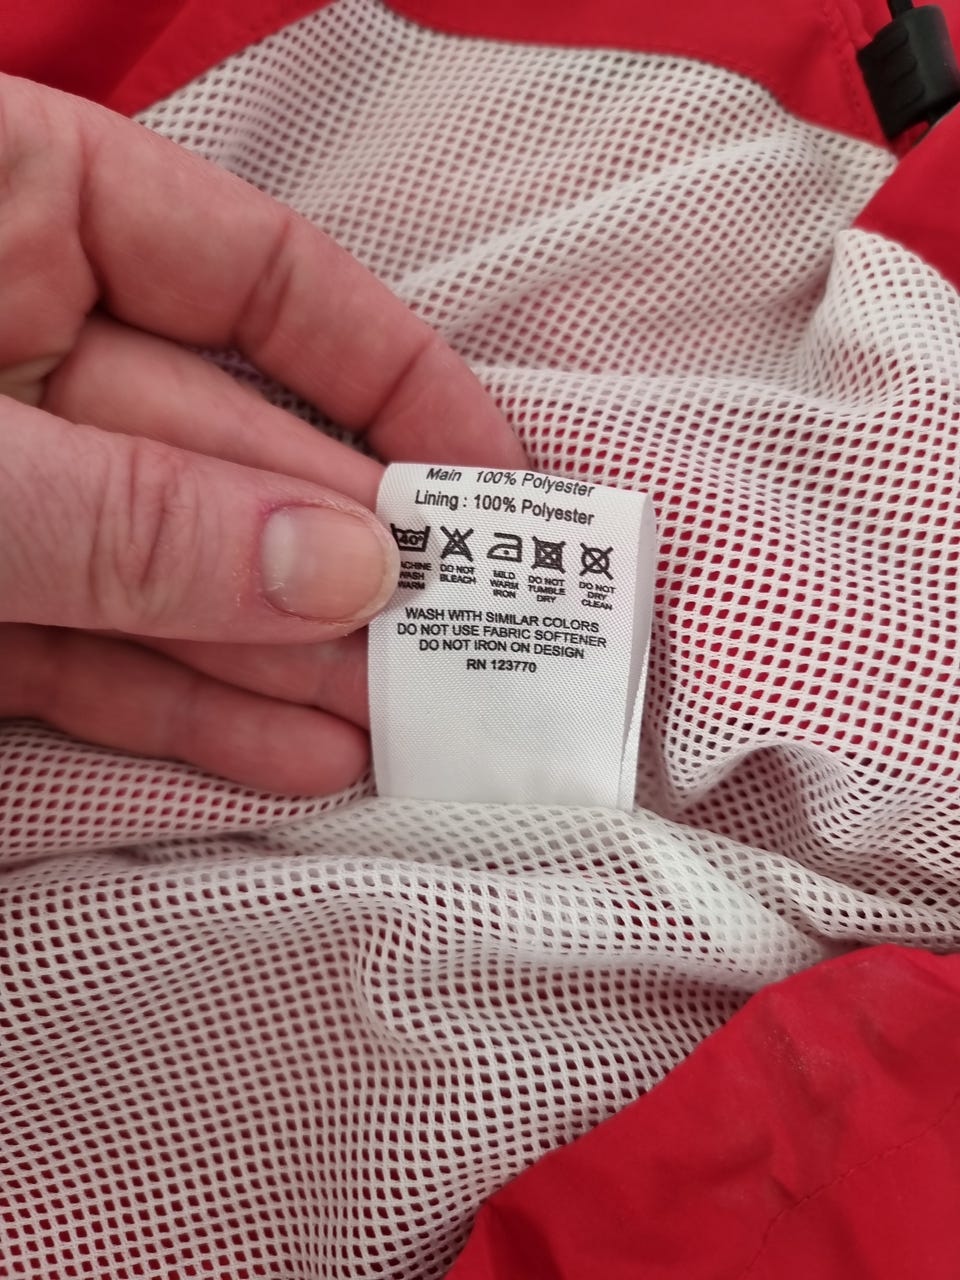 Main 100% Polyester
Lining : 100% Polyester
40°
MACHINE WASH WARM
DO NOT BLEACH
MILD WARM IRON
DO NOT TUMBLE DRY
DO NOT DRY CLEAN
WASH WITH SIMILAR COLORS
DO NOT USE FABRIC SOFTENER
DO NOT IRON ON DESIGN
RN 123770